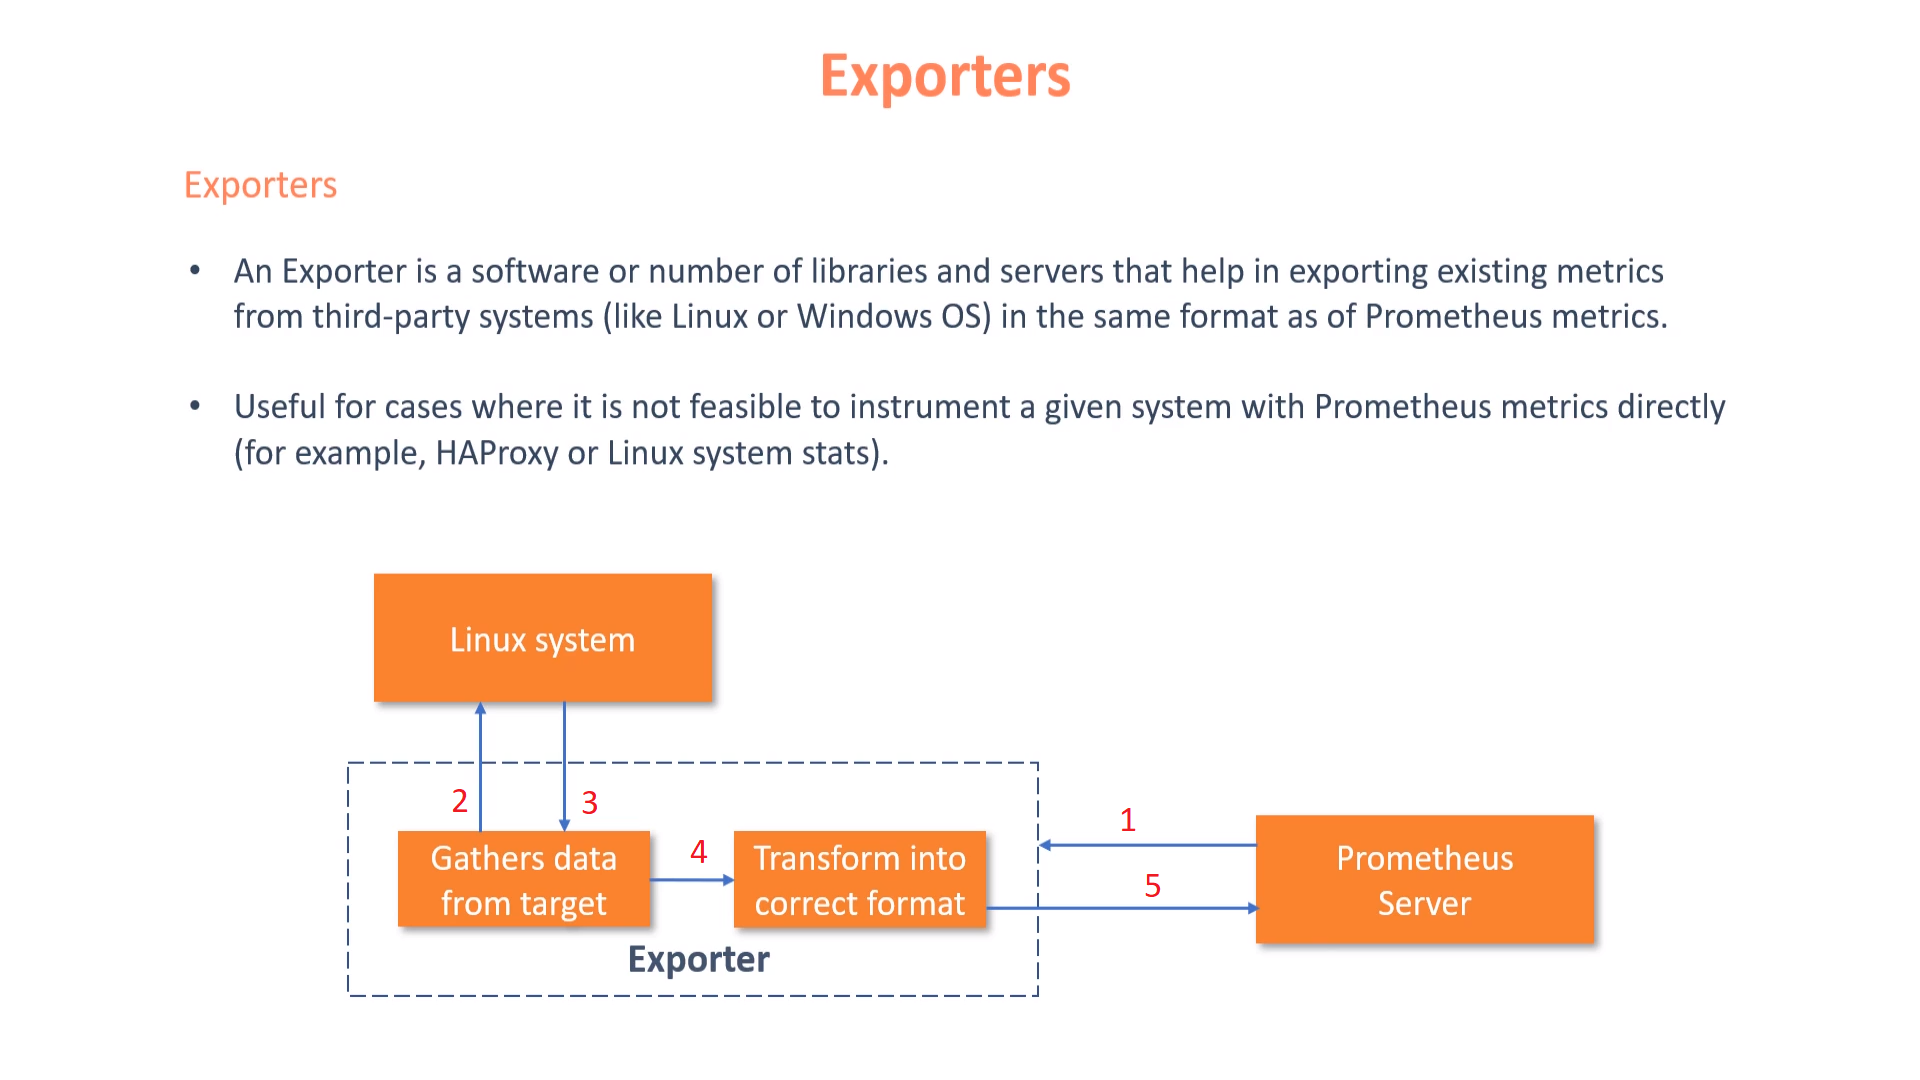 Exporters
Exporters
• An Exporter is a software or number of libraries and servers that help in exporting existing metrics
from third-party systems (like Linux or Windows OS) in the same format as of Prometheus metrics.
• Useful for cases where it is not feasible to instrument a given system with Prometheus metrics directly
(for example, HAProxy or Linux system stats).
Linux system
2
3
1
Gathers data
from target
4
Transform into
correct format
5
Prometheus
Server
Exporter